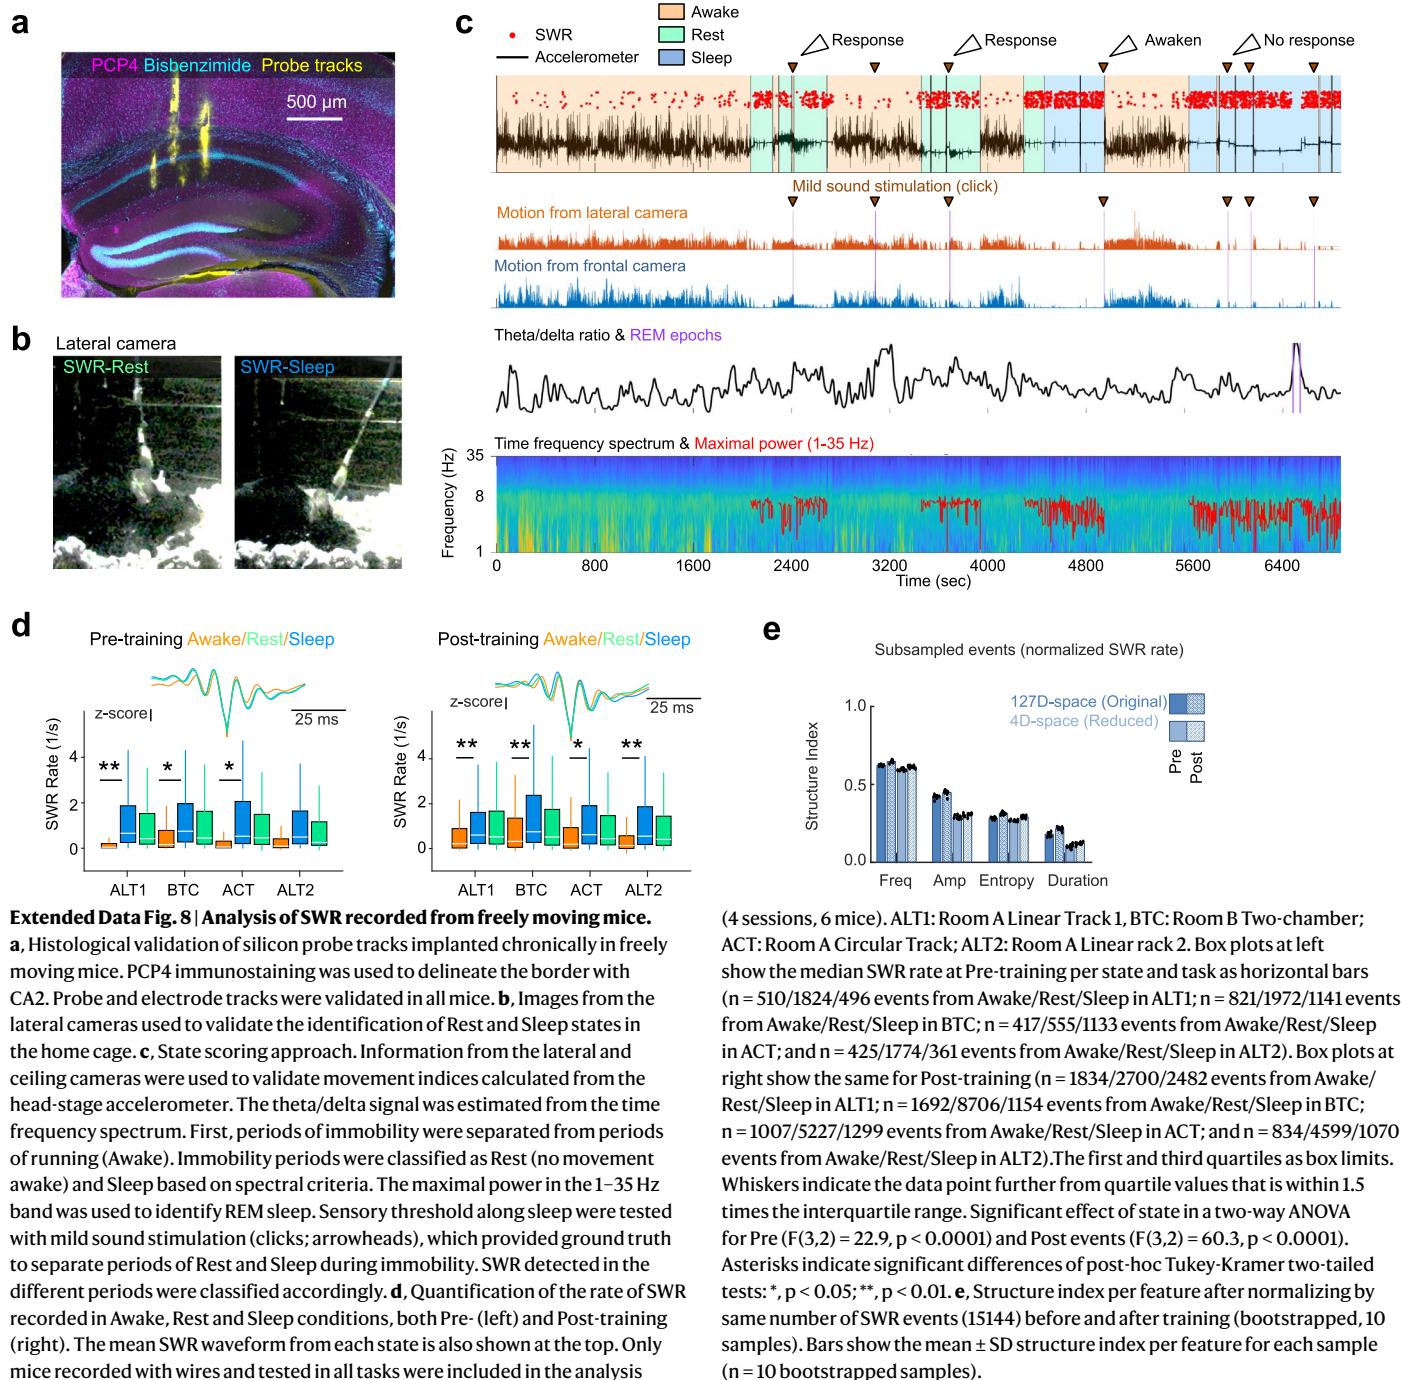 a
PCP4 Bisbenzimide Probe tracks
500 µm
b
Lateral camera
SWR-Rest
SWR-Sleep
c
SWR
Accelerometer
Awake
Rest
Sleep
Response
Response
Awaken
No response
Mild sound stimulation (click)
Motion from lateral camera
Motion from frontal camera
Theta/delta ratio & REM epochs
Time frequency spectrum & Maximal power (1-35 Hz)
Frequency (Hz)
35
8
1
0 800 1600 2400 3200 4000 4800 5600 6400
Time (sec)
d
Pre-training Awake/Rest/Sleep
z-score
25 ms
SWR Rate (1/s)
4
2
0
** * *
ALT1 BTC ACT ALT2
Post-training Awake/Rest/Sleep
z-score
25 ms
SWR Rate (1/s)
4
2
0
** ** * **
ALT1 BTC ACT ALT2
e
Subsampled events (normalized SWR rate)
127D-space (Original)
4D-space (Reduced)
Pre
Post
Structure Index
1.0
0.5
0.0
Freq Amp Entropy Duration
Extended Data Fig. 8 | Analysis of SWR recorded from freely moving mice.
a, Histological validation of silicon probe tracks implanted chronically in freely
moving mice. PCP4 immunostaining was used to delineate the border with
CA2. Probe and electrode tracks were validated in all mice. b, Images from the
lateral cameras used to validate the identification of Rest and Sleep states in
the home cage. c, State scoring approach. Information from the lateral and
ceiling cameras were used to validate movement indices calculated from the
head-stage accelerometer. The theta/delta signal was estimated from the time
frequency spectrum. First, periods of immobility were separated from periods
of running (Awake). Immobility periods were classified as Rest (no movement
awake) and Sleep based on spectral criteria. The maximal power in the 1–35 Hz
band was used to identify REM sleep. Sensory threshold along sleep were tested
with mild sound stimulation (clicks; arrowheads), which provided ground truth
to separate periods of Rest and Sleep during immobility. SWR detected in the
different periods were classified accordingly. d, Quantification of the rate of SWR
recorded in Awake, Rest and Sleep conditions, both Pre- (left) and Post-training
(right). The mean SWR waveform from each state is also shown at the top. Only
mice recorded with wires and tested in all tasks were included in the analysis
(4 sessions, 6 mice). ALT1: Room A Linear Track 1, BTC: Room B Two-chamber;
ACT: Room A Circular Track; ALT2: Room A Linear rack 2. Box plots at left
show the median SWR rate at Pre-training per state and task as horizontal bars
(n = 510/1824/496 events from Awake/Rest/Sleep in ALT1; n = 821/1972/1141 events
from Awake/Rest/Sleep in BTC; n = 417/555/1133 events from Awake/Rest/Sleep
in ACT; and n = 425/1774/361 events from Awake/Rest/Sleep in ALT2). Box plots at
right show the same for Post-training (n = 1834/2700/2482 events from Awake/
Rest/Sleep in ALT1; n = 1692/8706/1154 events from Awake/Rest/Sleep in BTC;
n = 1007/5227/1299 events from Awake/Rest/Sleep in ACT; and n = 834/4599/1070
events from Awake/Rest/Sleep in ALT2).The first and third quartiles as box limits.
Whiskers indicate the data point further from quartile values that is within 1.5
times the interquartile range. Significant effect of state in a two-way ANOVA
for Pre (F(3,2) = 22.9, p < 0.0001) and Post events (F(3,2) = 60.3, p < 0.0001).
Asterisks indicate significant differences of post-hoc Tukey-Kramer two-tailed
tests: *, p < 0.05; **, p < 0.01. e, Structure index per feature after normalizing by
same number of SWR events (15144) before and after training (bootstrapped, 10
samples). Bars show the mean ± SD structure index per feature for each sample
(n = 10 bootstrapped samples).